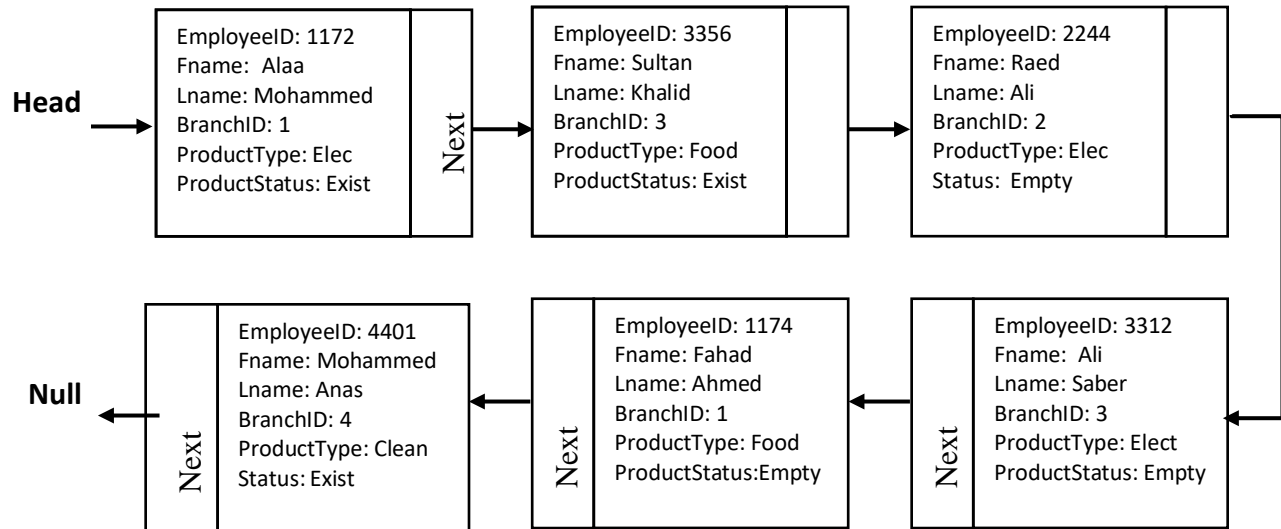 Head
EmployeeID: 1172
Fname:  Alaa
Lname: Mohammed
BranchID: 1
ProductType: Elec
ProductStatus: Exist
Next
EmployeeID: 3356
Fname: Sultan
Lname: Khalid
BranchID: 3
ProductType: Food
ProductStatus: Exist
EmployeeID: 2244
Fname: Raed
Lname: Ali
BranchID: 2
ProductType: Elec
Status:  Empty
EmployeeID: 3312
Fname:  Ali
Lname: Saber
BranchID: 3
ProductType: Elect
ProductStatus: Empty
Next
EmployeeID: 1174
Fname: Fahad
Lname: Ahmed
BranchID: 1
ProductType: Food
ProductStatus:Empty
Next
EmployeeID: 4401
Fname: Mohammed
Lname: Anas
BranchID: 4
ProductType: Clean
Status: Exist
Next
Null